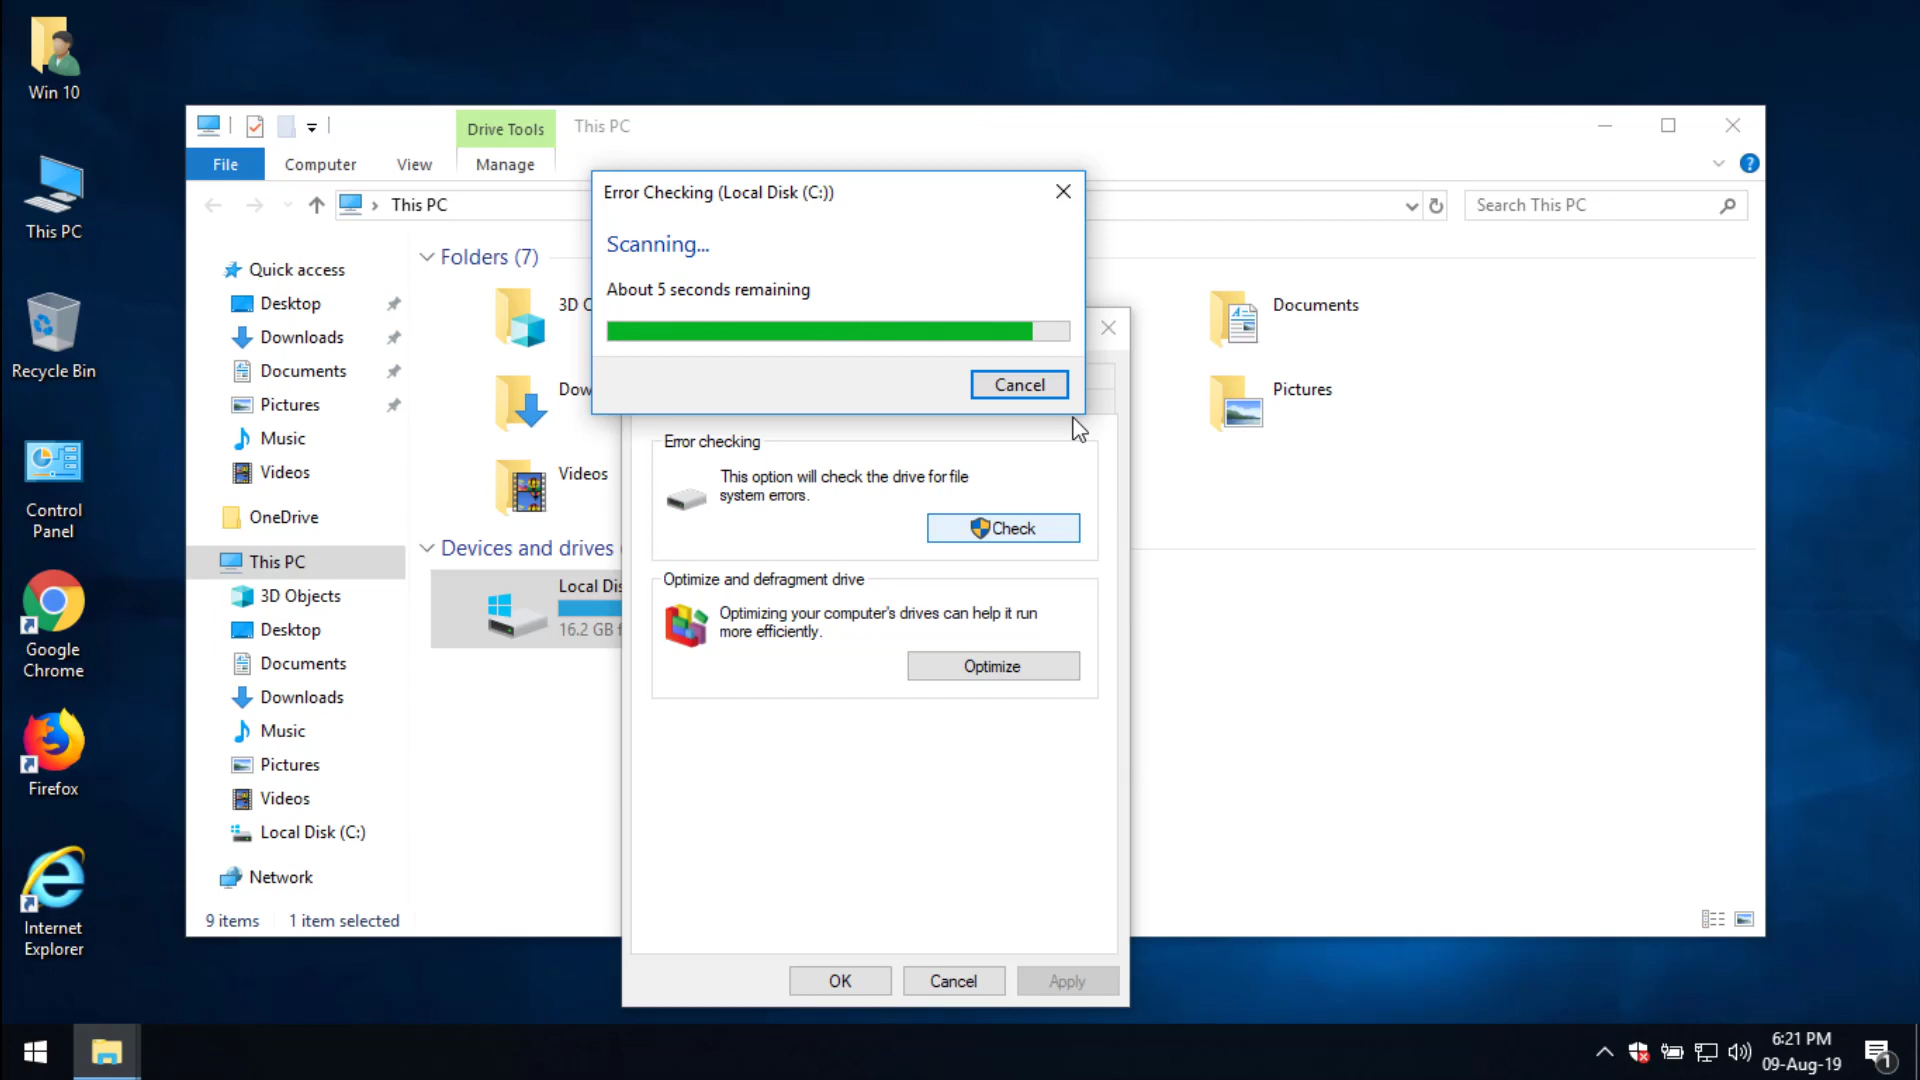 Win 10
This PC
Recycle Bin
Control
Panel
Google
Chrome
Firefox
Internet
Explorer
Drive Tools
This PC
File
Computer
View
Manage
This PC
Search This PC
Quick access
Desktop
Downloads
Documents
Pictures
Music
Videos
OneDrive
This PC
3D Objects
Desktop
Documents
Downloads
Music
Pictures
Videos
Local Disk (C:)
Network
9 items
1 item selected
Folders (7)
3D
Dow
Videos
Documents
Pictures
Devices and drives
Local Dis
16.2 GB f
Error Checking (Local Disk (C:))
Scanning...
About 5 seconds remaining
Cancel
Error checking
This option will check the drive for file
system errors.
Check
Optimize and defragment drive
Optimizing your computer's drives can help it run
more efficiently.
Optimize
OK
Cancel
Apply
6:21 PM
09-Aug-19
1